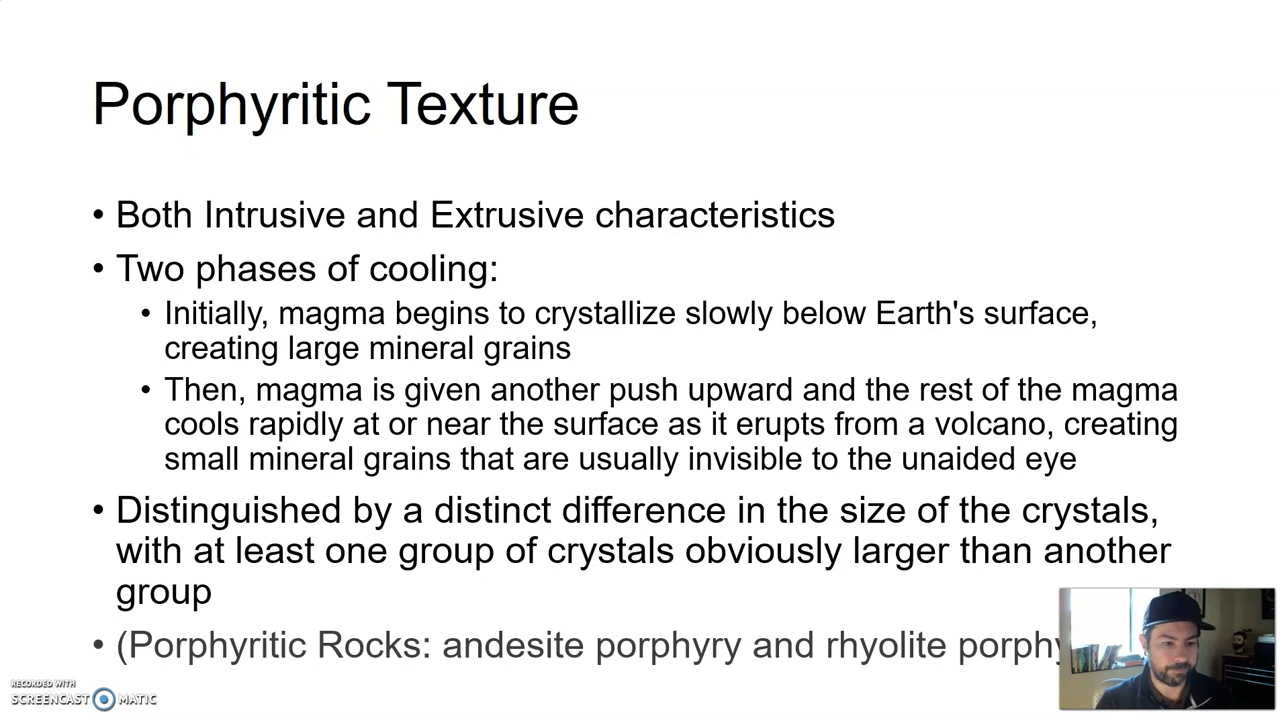 Porphyritic Texture
• Both Intrusive and Extrusive characteristics
• Two phases of cooling:
• Initially, magma begins to crystallize slowly below Earth's surface,
creating large mineral grains
• Then, magma is given another push upward and the rest of the magma
cools rapidly at or near the surface as it erupts from a volcano, creating
small mineral grains that are usually invisible to the unaided eye
• Distinguished by a distinct difference in the size of the crystals,
with at least one group of crystals obviously larger than another
group
• (Porphyritic Rocks: andesite porphyry and rhyolite
RECORDED WITH
SCREENCAST MATIC